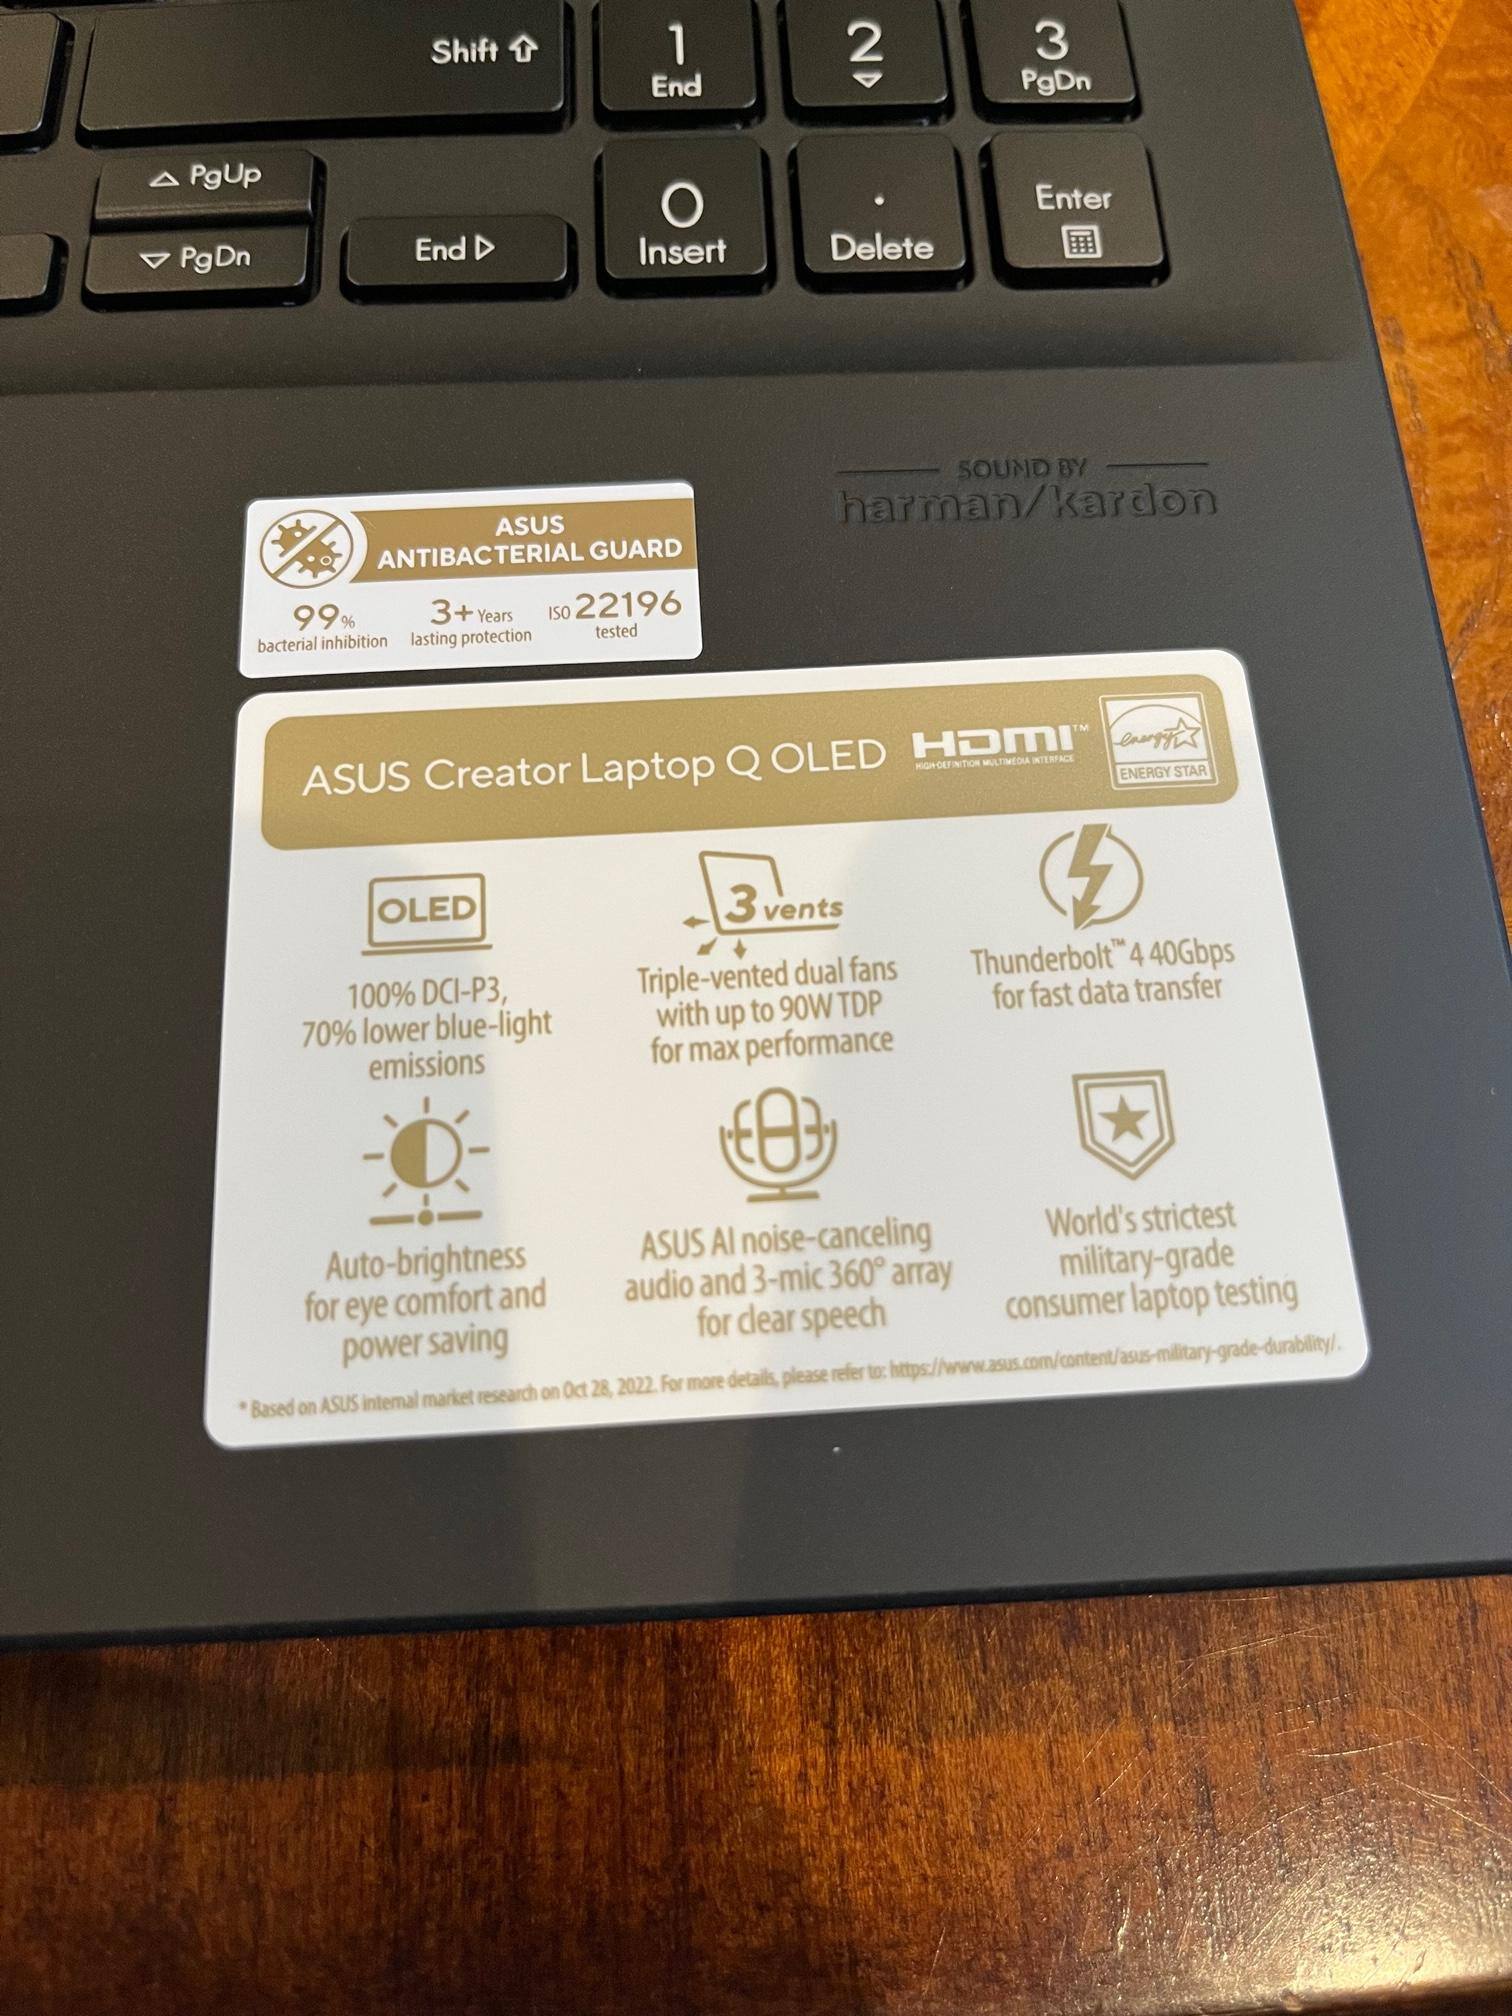 Shift ⇧
1
End
2
▽
3
PgDn
△ PgUp
▽ PgDn
End ▷
0
Insert
.
Delete
Enter
SOUND BY
harman/kardon
ASUS
ANTIBACTERIAL GUARD
99%
bacterial inhibition
3+ Years
lasting protection
ISO 22196
tested
ASUS Creator Laptop Q OLED
HDMI™
HIGH-DEFINITION MULTIMEDIA INTERFACE
energy
ENERGY STAR
OLED
100% DCI-P3,
70% lower blue-light
emissions
3 vents
Triple-vented dual fans
with up to 90W TDP
for max performance
Thunderbolt™ 4 40Gbps
for fast data transfer
Auto-brightness
for eye comfort and
power saving
ASUS AI noise-canceling
audio and 3-mic 360° array
for clear speech
World's strictest
military-grade
consumer laptop testing
* Based on ASUS internal market research on Oct 28, 2022. For more details, please refer to: https://www.asus.com/content/asus-military-grade-durability/.